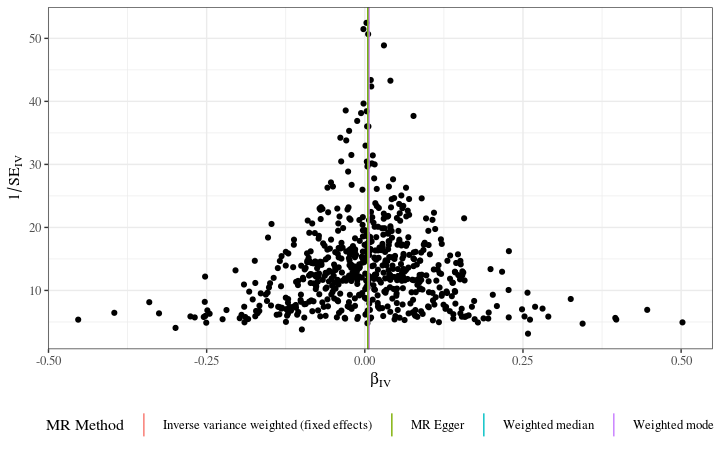 50
40
30
20
10
1/SE_IV
-0.50 -0.25 0.00 0.25 0.50
β_IV
MR Method Inverse variance weighted (fixed effects) MR Egger Weighted median Weighted mode